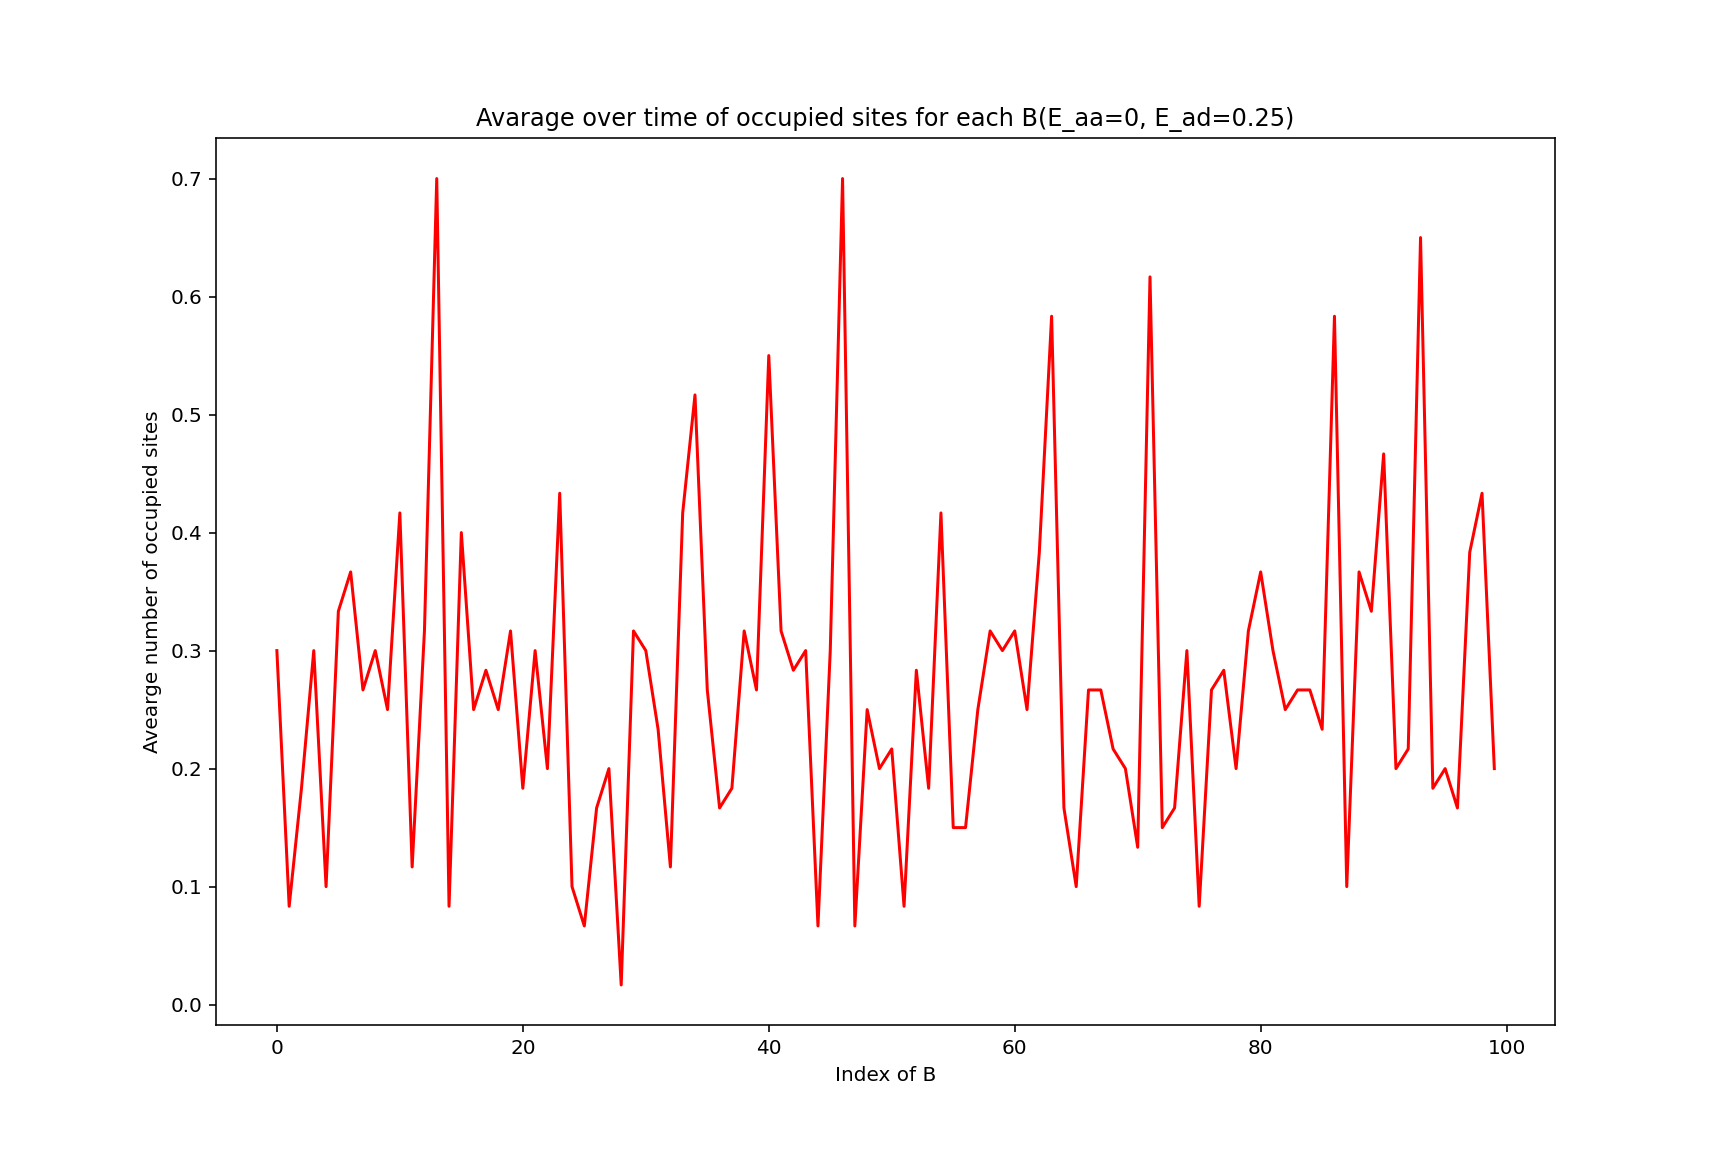 Avarage over time of occupied sites for each B(E_aa=0, E_ad=0.25)
Avearge number of occupied sites
0.7
0.6
0.5
0.4
0.3
0.2
0.1
0.0
0 20 40 60 80 100
Index of B